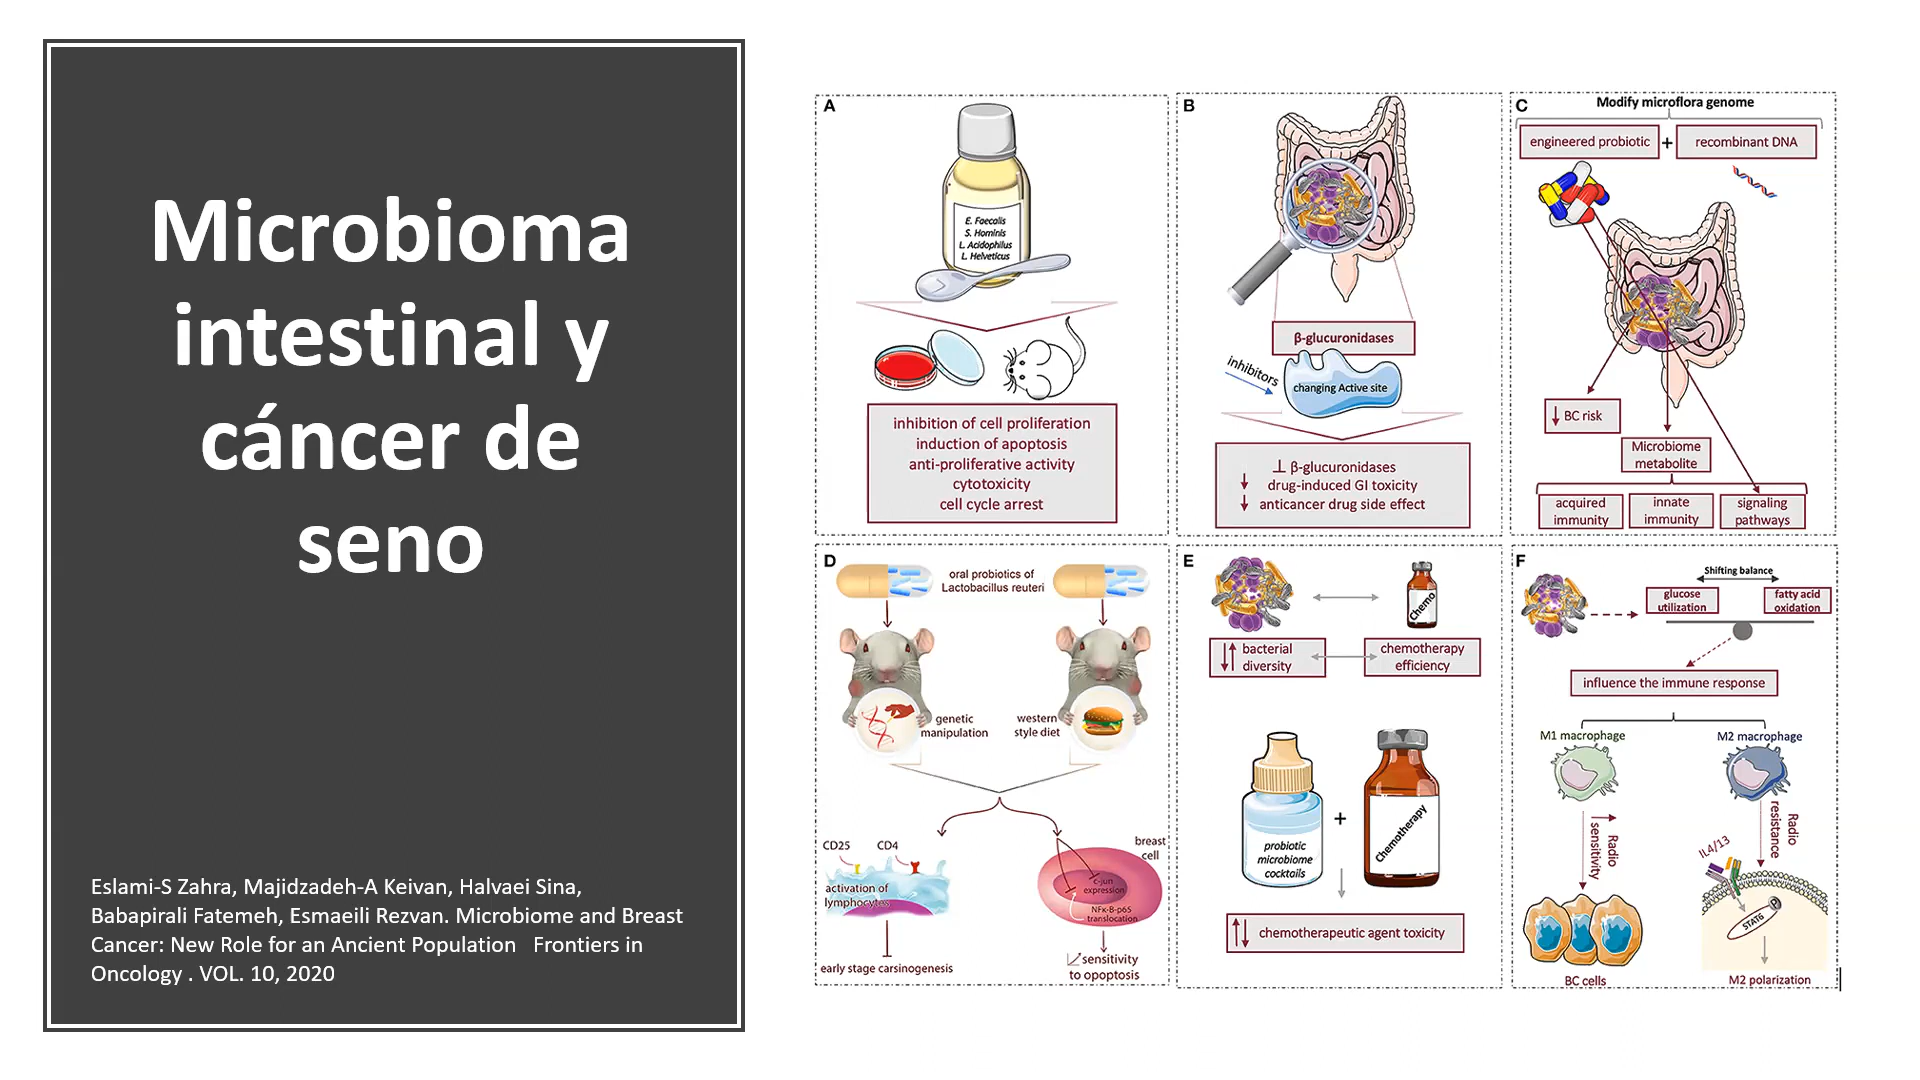 Microbioma
intestinal y
cáncer de
seno
Eslami-S Zahra, Majidzadeh-A Keivan, Halvaei Sina,
Babapirali Fatemeh, Esmaeili Rezvan. Microbiome and Breast
Cancer: New Role for an Ancient Population   Frontiers in
Oncology . VOL. 10, 2020
A
E. Faecalis
S. Hominis
L. Acidophilus
L. Helveticus
inhibition of cell proliferation
induction of apoptosis
anti-proliferative activity
cytotoxicity
cell cycle arrest
B
β-glucuronidases
inhibitors
changing Active site
⊥ β-glucuronidases
↓ drug-induced GI toxicity
↓ anticancer drug side effect
C
Modify microflora genome
engineered probiotic + recombinant DNA
↓ BC risk
Microbiome
metabolite
acquired
immunity
innate
immunity
signaling
pathways
D
oral probiotics of
Lactobacillus reuteri
genetic
manipulation
western
style diet
CD25
CD4
activation of
lymphocytes
early stage carsinogenesis
breast
cell
c-jun
expression
NFκ-B-p65
translocation
sensitivity
to opoptosis
E
Chemo
↓↑ bacterial
diversity
chemotherapy
efficiency
probiotic
microbiome
cocktails
+
Chemotherapy
↑↓ chemotherapeutic agent toxicity
F
Shifting balance
glucose
utilization
fatty acid
oxidation
influence the immune response
M1 macrophage
M2 macrophage
Radio
sensitivity
Radio
resistance
IL4/13
STAT6
P
BC cells
M2 polarization